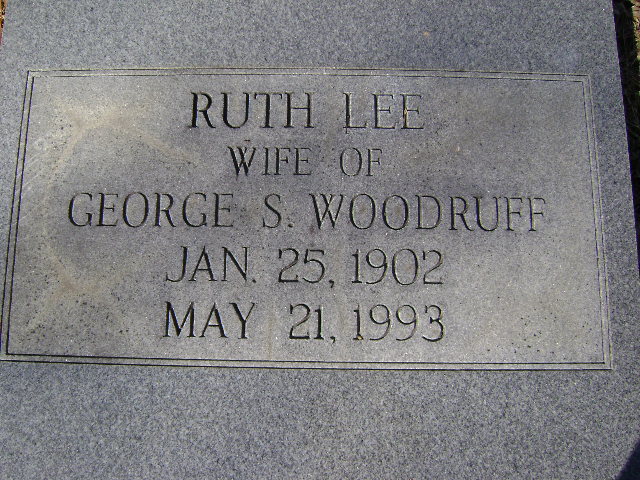 RUTH LEE
WIFE OF
GEORGE S. WOODRUFF
JAN. 25, 1902
MAY 21, 1993